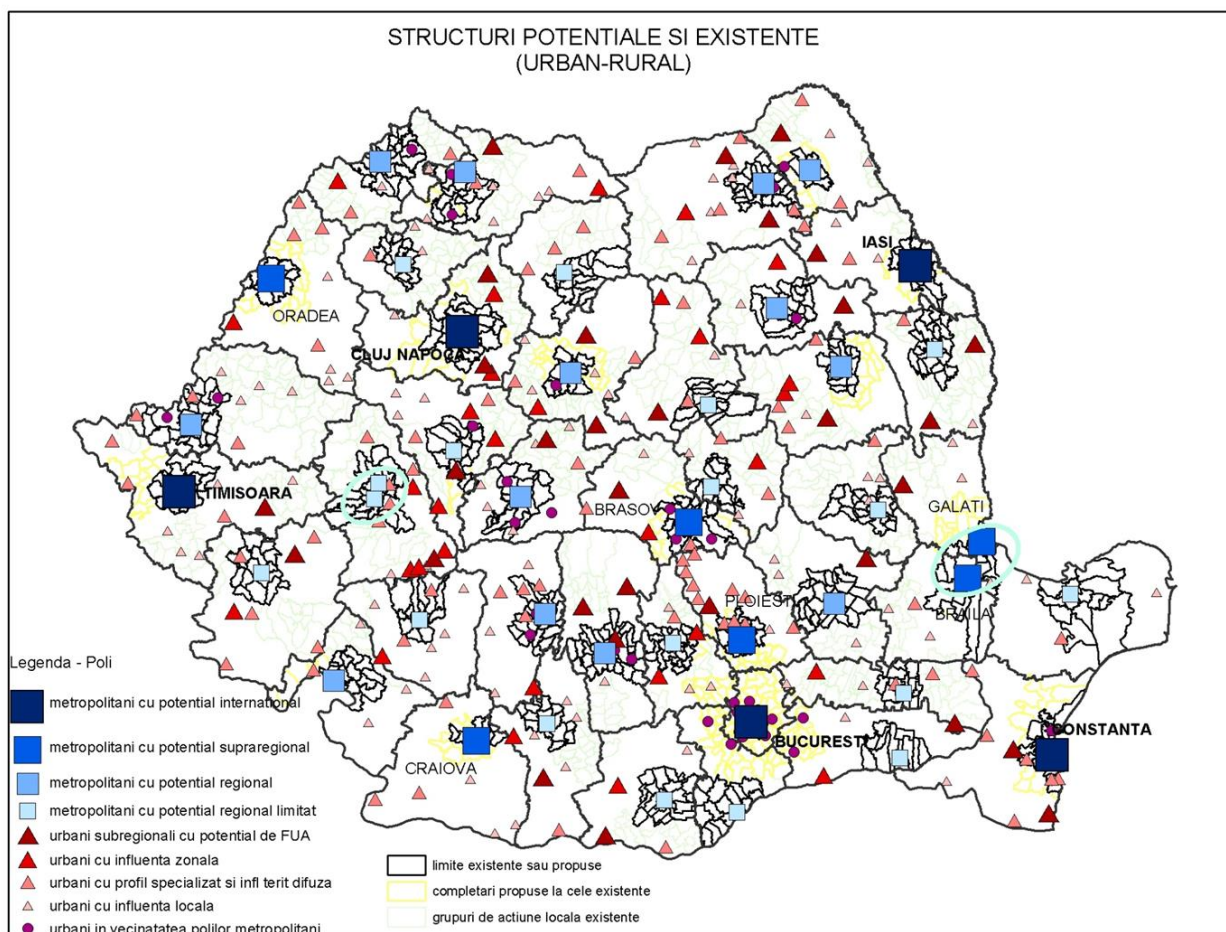 STRUCTURI POTENTIALE SI EXISTENTE
(URBAN-RURAL)
IASI
ORADEA
CLUJ NAPOCA
TIMISOARA
BRASOV
GALATI
PLOIESTI
BRAILA
CONSTANTA
BUCURESTI
CRAIOVA
Legenda - Poli
metropolitani cu potential international
metropolitani cu potential supraregional
metropolitani cu potential regional
metropolitani cu potential regional limitat
urbani subregionali cu potential de FUA
urbani cu influenta zonala
urbani cu profil specializat si infl terit difuza
urbani cu influenta locala
urbani in vecinatatea polilor metropolitani
limite existente sau propuse
completari propuse la cele existente
grupuri de actiune locala existente